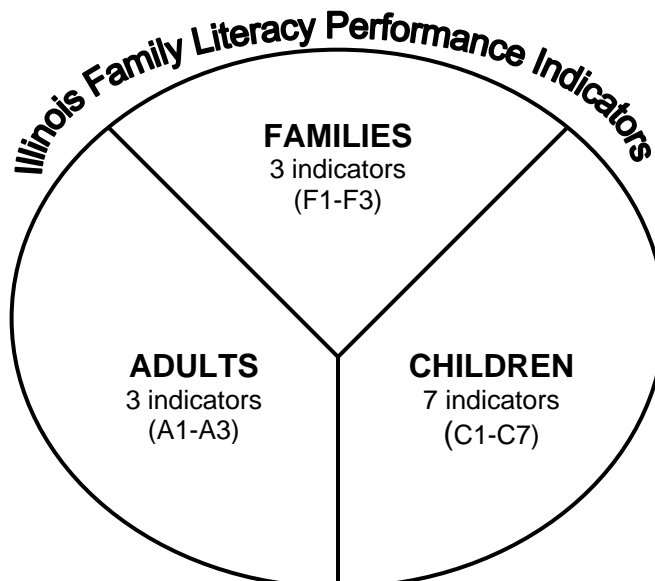 Illinois Family Literacy Performance Indicators
FAMILIES
3 indicators
(F1-F3)
ADULTS
3 indicators
(A1-A3)
CHILDREN
7 indicators
(C1-C7)